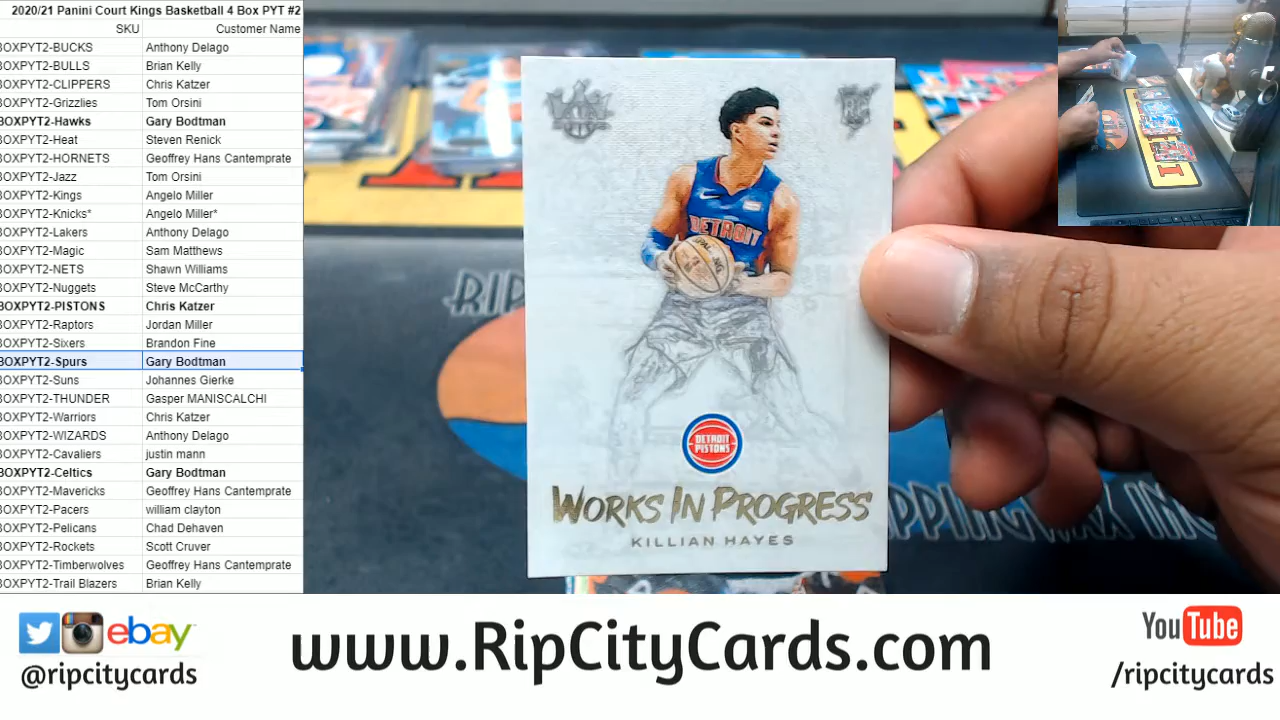 2020/21 Panini Court Kings Basketball 4 Box PYT #2
SKU Customer Name
BOXPYT2-BUCKS Anthony Delago
BOXPYT2-BULLS Brian Kelly
BOXPYT2-CLIPPERS Chris Katzer
BOXPYT2-Grizzlies Tom Orsini
BOXPYT2-Hawks Gary Bodtman
BOXPYT2-Heat Steven Renick
BOXPYT2-HORNETS Geoffrey Hans Cantemprate
BOXPYT2-Jazz Tom Orsini
BOXPYT2-Kings Angelo Miller
BOXPYT2-Knicks* Angelo Miller*
BOXPYT2-Lakers Anthony Delago
BOXPYT2-Magic Sam Matthews
BOXPYT2-NETS Shawn Williams
BOXPYT2-Nuggets Steve McCarthy
BOXPYT2-PISTONS Chris Katzer
BOXPYT2-Raptors Jordan Miller
BOXPYT2-Sixers Brandon Fine
BOXPYT2-Spurs Gary Bodtman
BOXPYT2-Suns Johannes Gierke
BOXPYT2-THUNDER Gasper MANISCALCHI
BOXPYT2-Warriors Chris Katzer
BOXPYT2-WIZARDS Anthony Delago
BOXPYT2-Cavaliers justin mann
BOXPYT2-Celtics Gary Bodtman
BOXPYT2-Mavericks Geoffrey Hans Cantemprate
BOXPYT2-Pacers william clayton
BOXPYT2-Pelicans Chad Dehaven
BOXPYT2-Rockets Scott Cruver
BOXPYT2-Timberwolves Geoffrey Hans Cantemprate
BOXPYT2-Trail Blazers Brian Kelly
RC
DETROIT
DETROIT
PISTONS
WORKS IN PROGRESS
KILLIAN HAYES
RIP
ebay
@ripcitycards
www.RipCityCards.com
YouTube
/ripcitycards